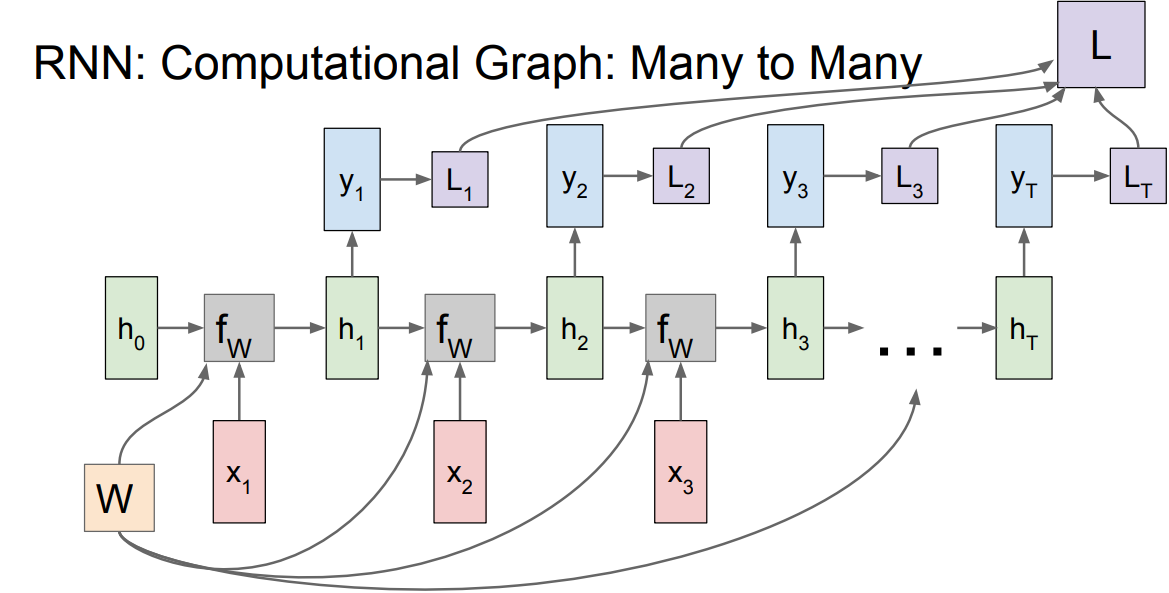 RNN: Computational Graph: Many to Many
L
y1 L1 y2 L2 y3 L3 yT LT
h0 fW h1 fW h2 fW h3 ... hT
W x1 x2 x3